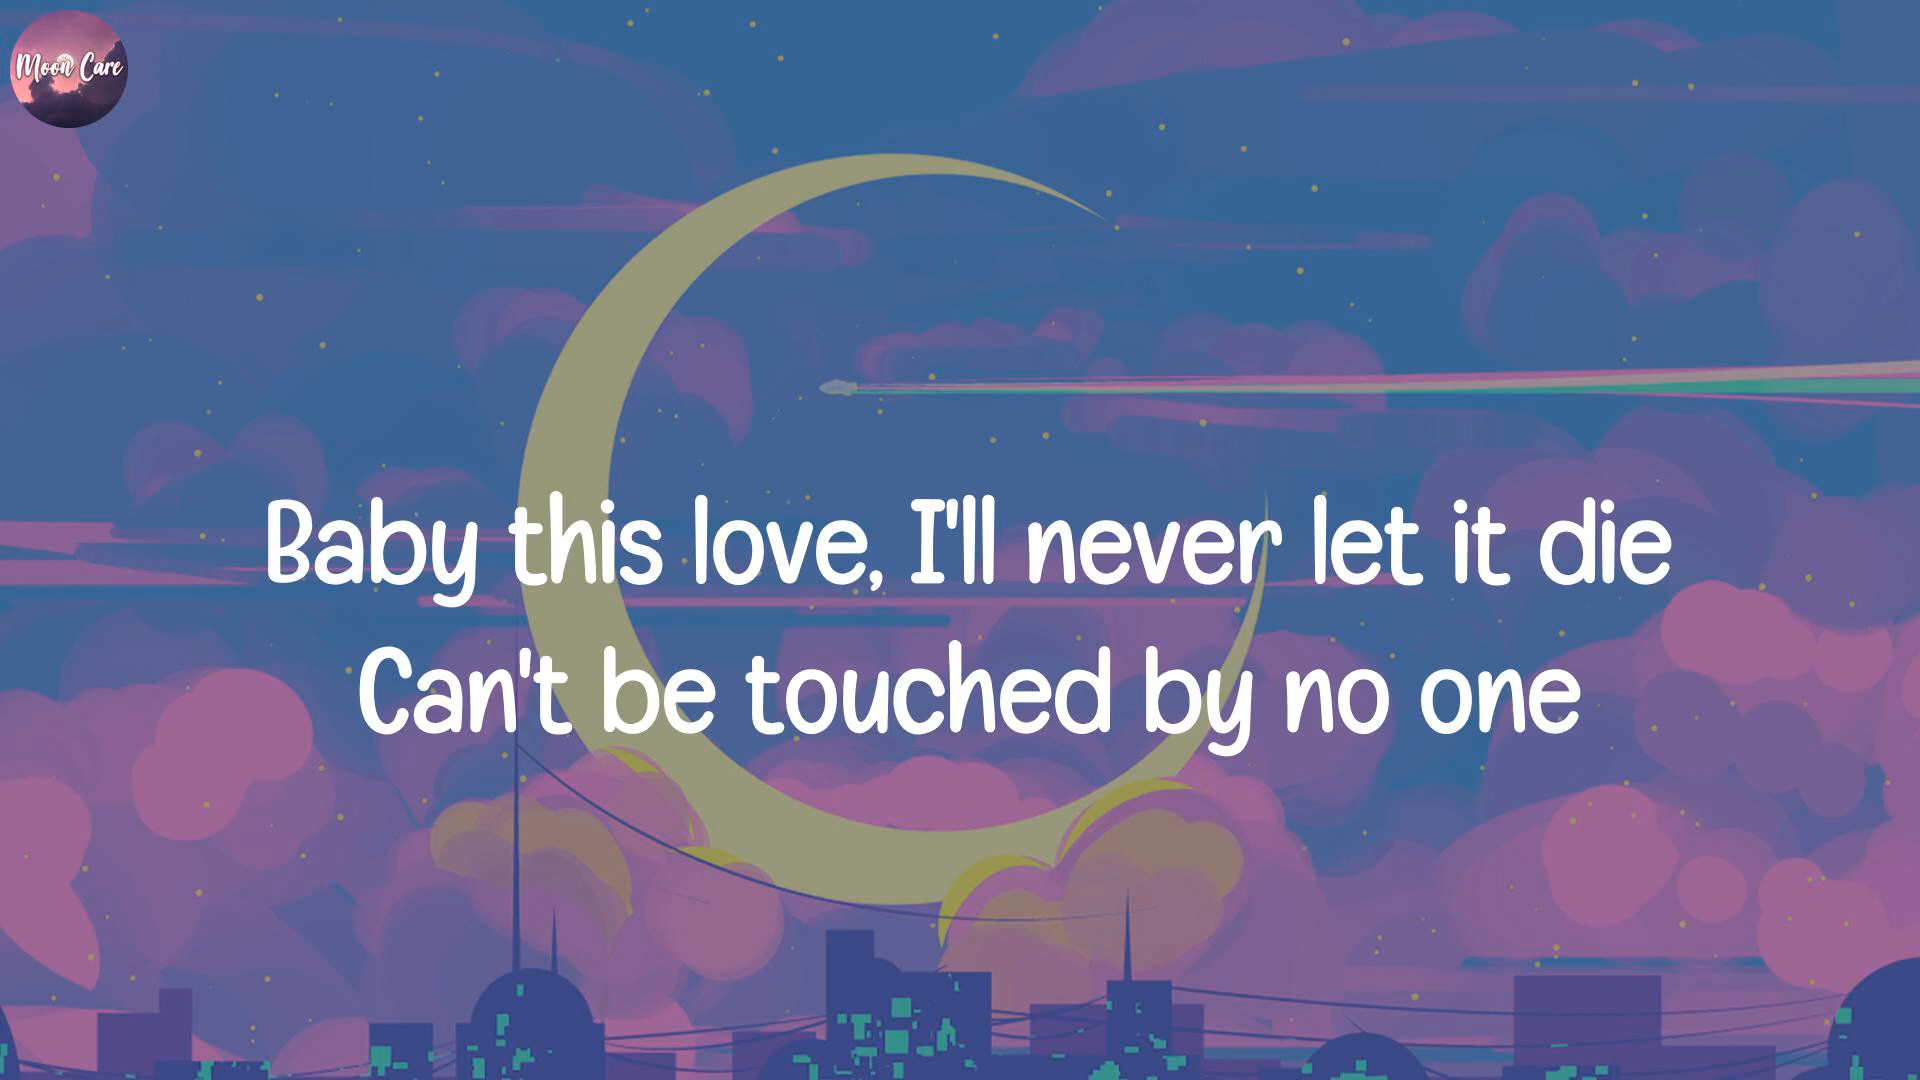 Moon Care
Baby this love, I'll never let it die
Can't be touched by no one